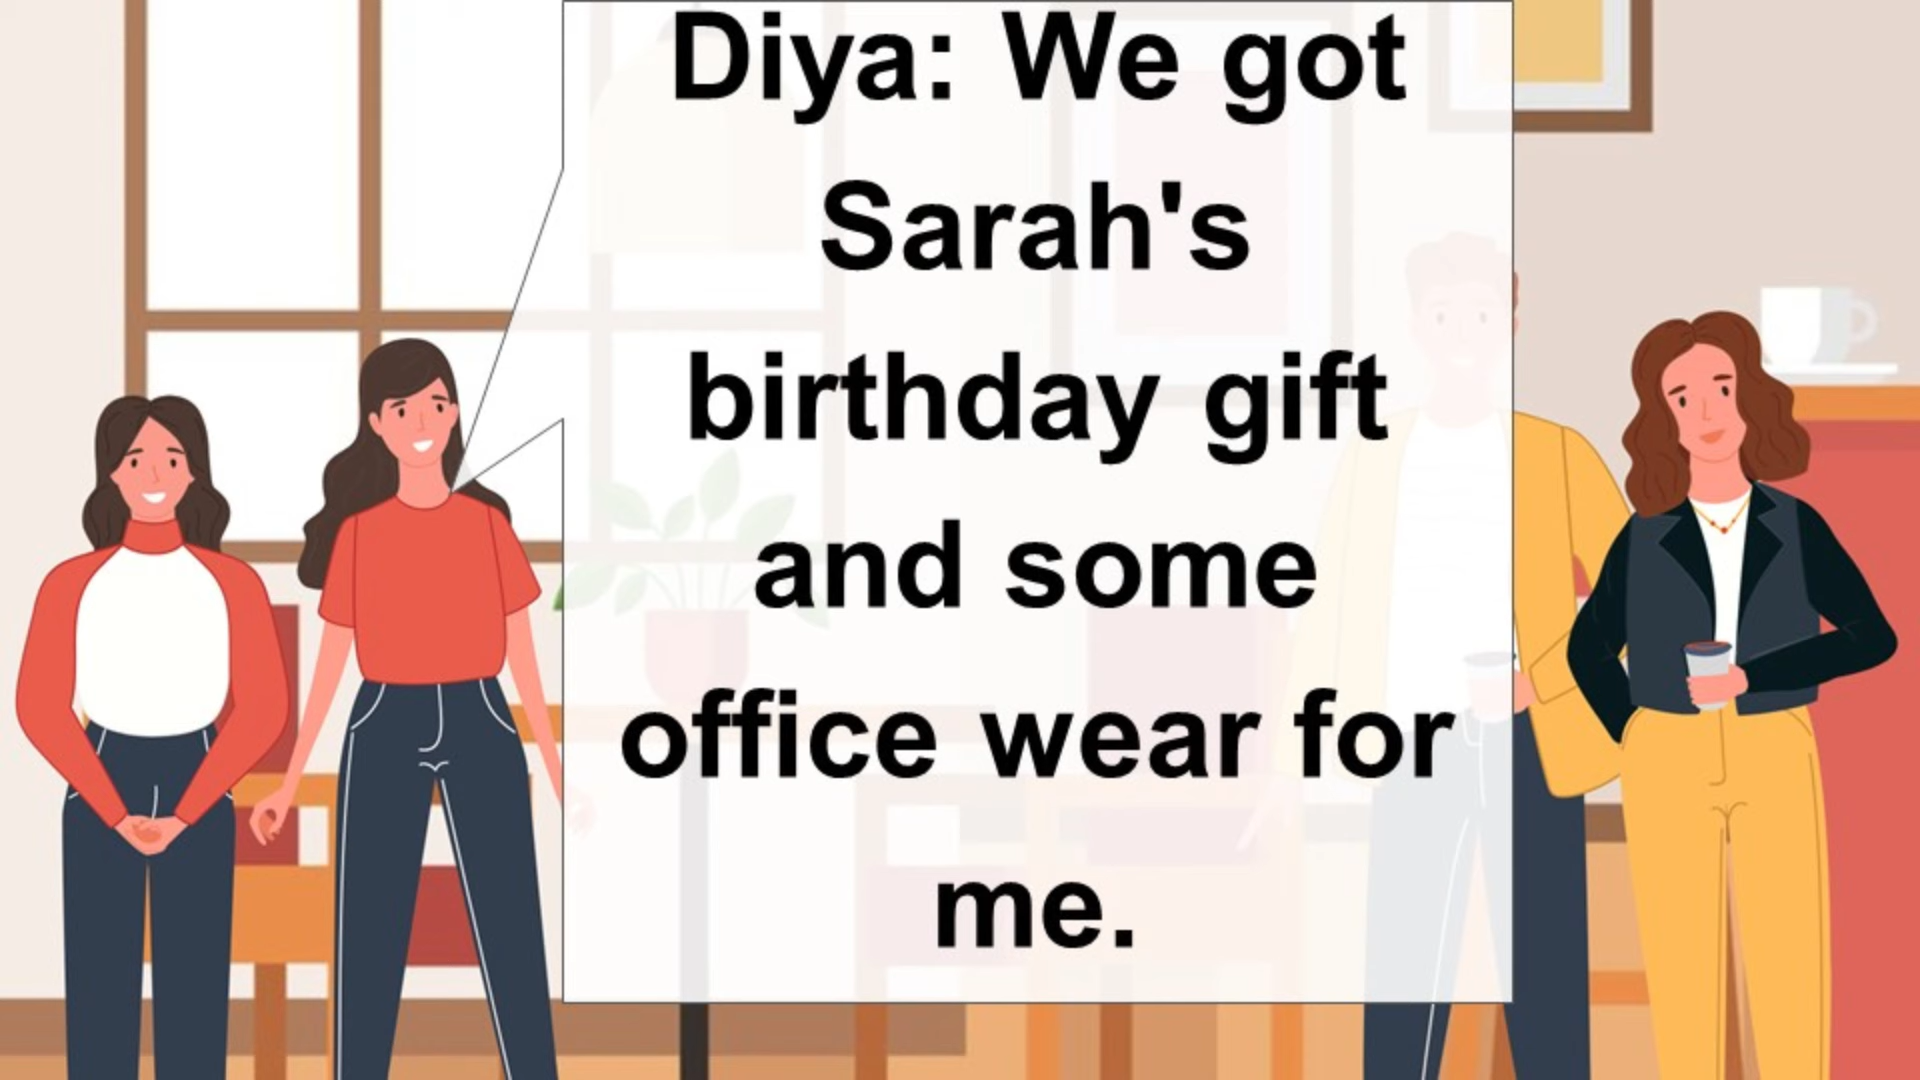 Diya: We got
Sarah's
birthday gift
and some
office wear for
me.